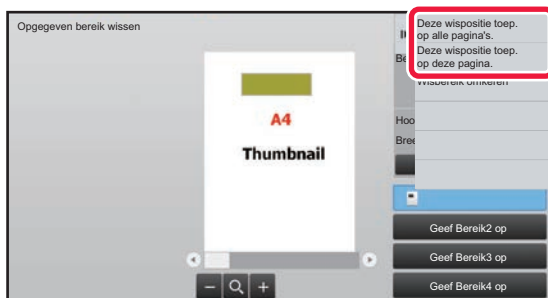 Opgegeven bereik wissen
Deze wispositie toep.
op alle pagina's.
Deze wispositie toep.
op deze pagina.
Wisbereik omkeren
A4
Thumbnail
Geef Bereik2 op
Geef Bereik3 op
Geef Bereik4 op